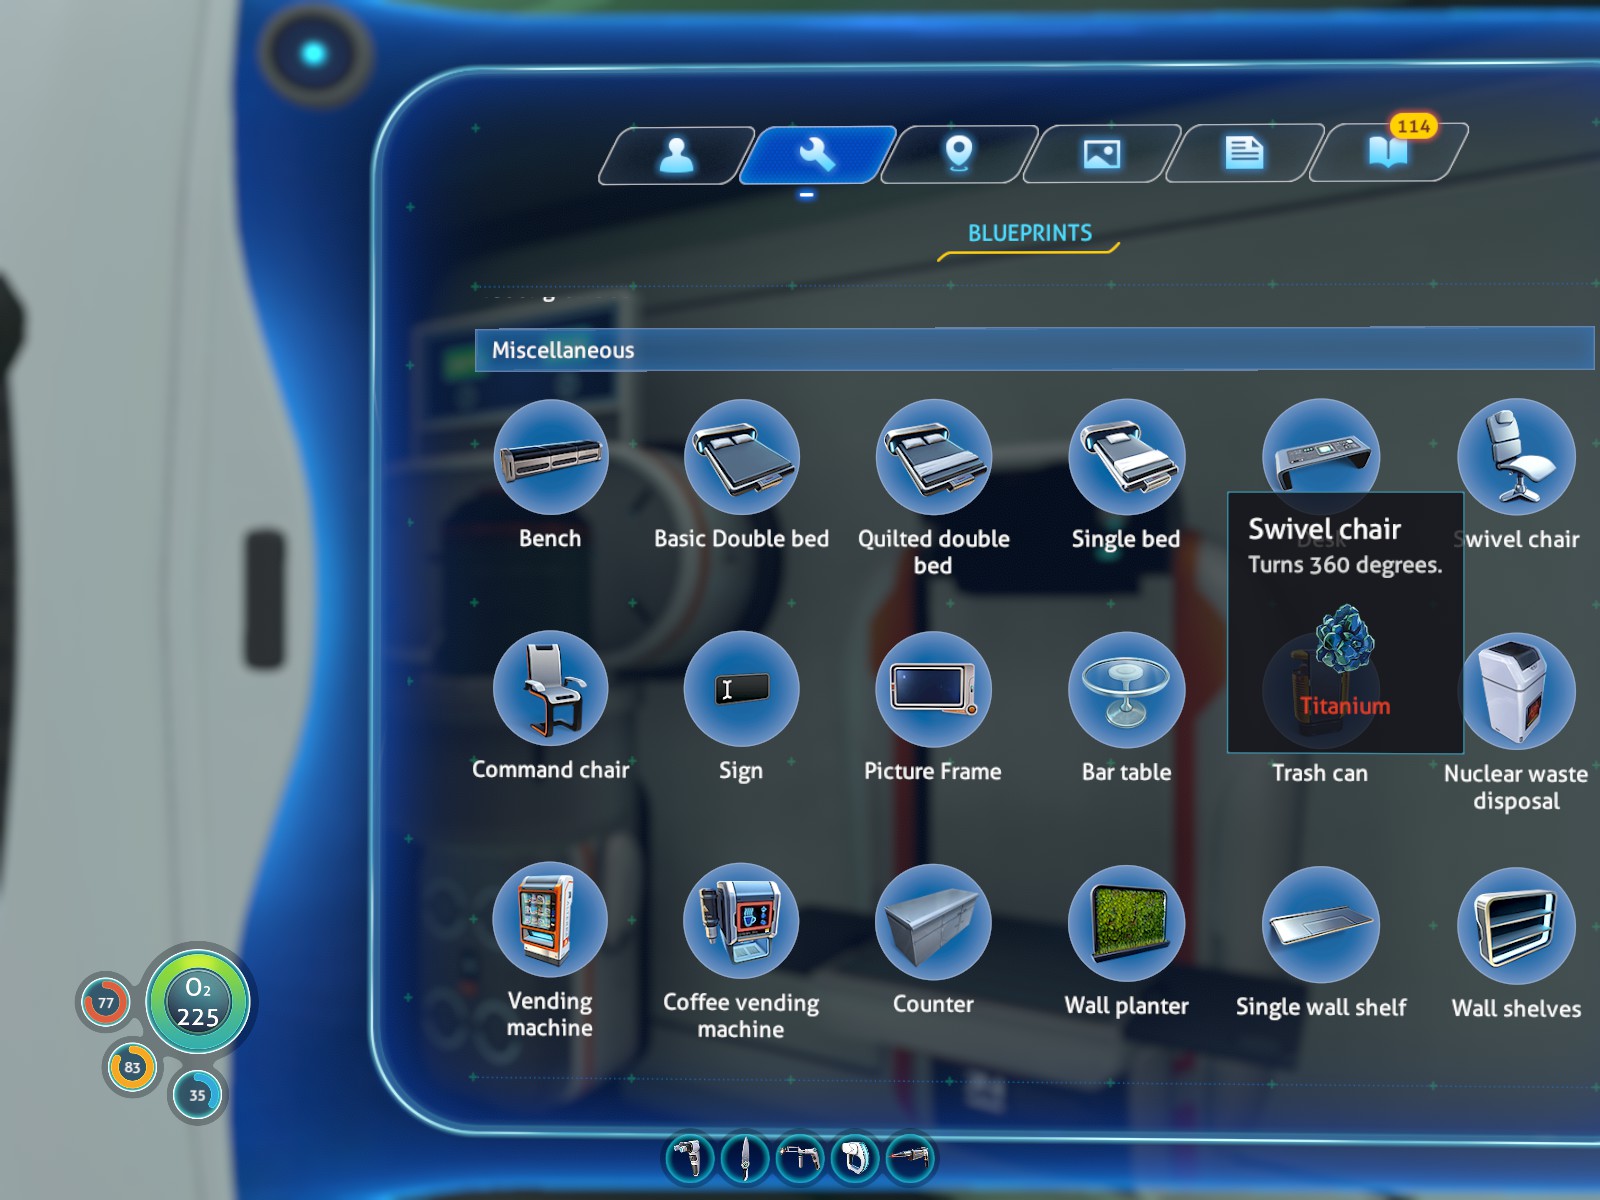 114
BLUEPRINTS
Miscellaneous
Bench
Basic Double bed
Quilted double
bed
Single bed
Desk
Swivel chair
Swivel chair
Turns 360 degrees.
Titanium
Command chair
Sign
Picture Frame
Bar table
Trash can
Nuclear waste
disposal
Vending
machine
Coffee vending
machine
Counter
Wall planter
Single wall shelf
Wall shelves
77
O₂
225
83
35